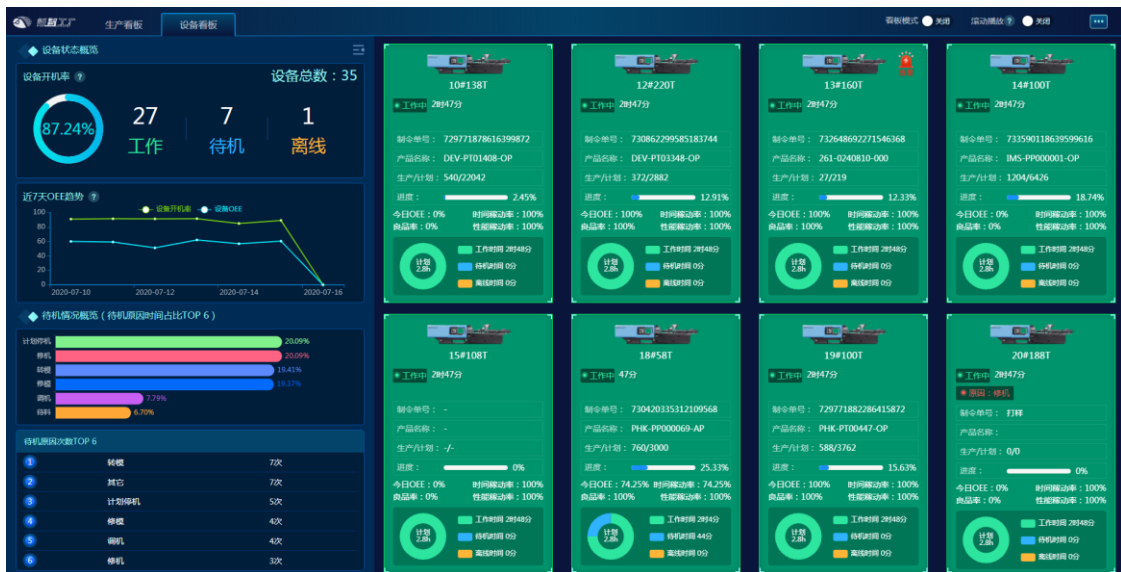 生产看板
设备看板
看板模式 关闭
滚动播放 ? 关闭
设备状态概览
设备开机率 ?
设备总数：35
87.24%
27
工作
7
待机
1
离线
近7天OEE趋势 ?
设备开机率 设备OEE
100
80
60
40
20
0
2020-07-10 2020-07-12 2020-07-14 2020-07-16
待机情况概览（待机原因时间占比TOP 6）
计划停机 20.09%
修机 20.09%
转模 19.41%
修模 19.37%
调机 7.79%
待料 6.70%
待机原因次数TOP 6
1 转模 7次
2 其它 7次
3 计划停机 5次
4 修模 4次
5 调机 4次
6 修机 3次
10#138T
工作中 2时47分
制令单号： 729771878616399872
产品名称： DEV-PT01408-OP
生产/计划： 540/22042
进度： 2.45%
今日OEE：0% 时间稼动率：100%
良品率：0% 性能稼动率：100%
计划
2.8h
工作时间 2时48分
待机时间 0分
离线时间 0分
12#220T
工作中 2时47分
制令单号： 730862299585183744
产品名称： DEV-PT03348-OP
生产/计划： 372/2882
进度： 12.91%
今日OEE：100% 时间稼动率：100%
良品率：100% 性能稼动率：100%
计划
2.8h
工作时间 2时48分
待机时间 0分
离线时间 0分
13#160T
工作中 2时47分
制令单号： 732648692271546368
产品名称： 261-0240810-000
生产/计划： 27/219
进度： 12.33%
今日OEE：100% 时间稼动率：100%
良品率：100% 性能稼动率：100%
计划
2.8h
工作时间 2时48分
待机时间 0分
离线时间 0分
14#100T
工作中 2时47分
制令单号： 733590118639599616
产品名称： IMS-PP000001-OP
生产/计划： 1204/6426
进度： 18.74%
今日OEE：100% 时间稼动率：100%
良品率：100% 性能稼动率：100%
计划
2.8h
工作时间 2时48分
待机时间 0分
离线时间 0分
15#108T
工作中 2时47分
制令单号： -
产品名称： -
生产/计划： -/-
进度： 0%
今日OEE：0% 时间稼动率：100%
良品率：0% 性能稼动率：100%
计划
2.8h
工作时间 2时48分
待机时间 0分
离线时间 0分
18#58T
工作中 47分
制令单号： 730420335312109568
产品名称： PHK-PP000069-AP
生产/计划： 760/3000
进度： 25.33%
今日OEE：74.25% 时间稼动率：74.25%
良品率：100% 性能稼动率：100%
计划
2.8h
工作时间 2时4分
待机时间 44分
离线时间 0分
19#100T
工作中 2时47分
制令单号： 729771882286415872
产品名称： PHK-PT00447-OP
生产/计划： 588/3762
进度： 15.63%
今日OEE：100% 时间稼动率：100%
良品率：100% 性能稼动率：100%
计划
2.8h
工作时间 2时48分
待机时间 0分
离线时间 0分
20#188T
工作中 2时47分
原因：修机
制令单号： 打样
产品名称：
生产/计划： 0/0
进度： 0%
今日OEE：0% 时间稼动率：100%
良品率：0% 性能稼动率：100%
计划
2.8h
工作时间 2时48分
待机时间 0分
离线时间 0分